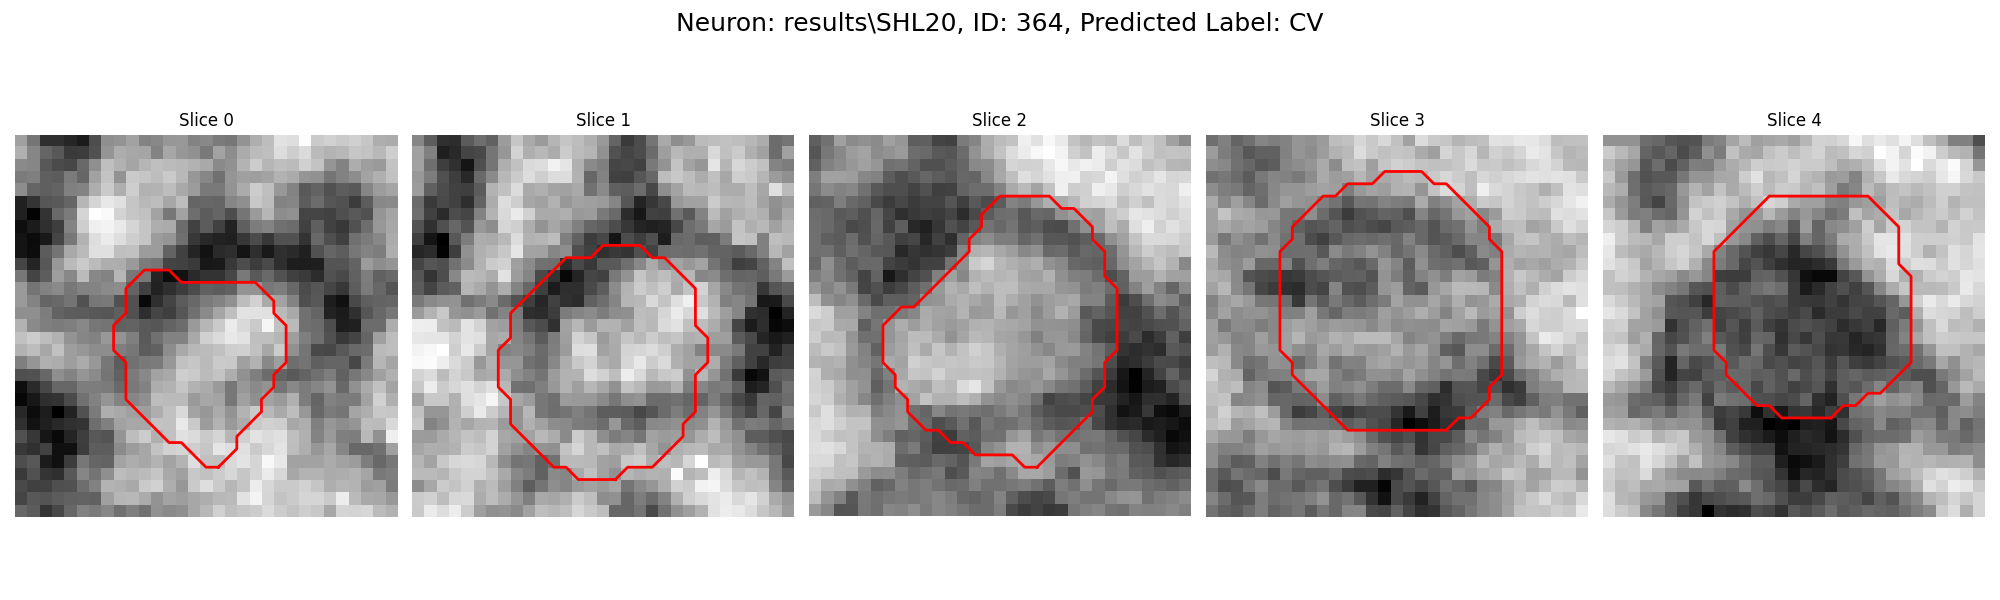 Neuron: results\SHL20, ID: 364, Predicted Label: CV
Slice 0
Slice 1
Slice 2
Slice 3
Slice 4